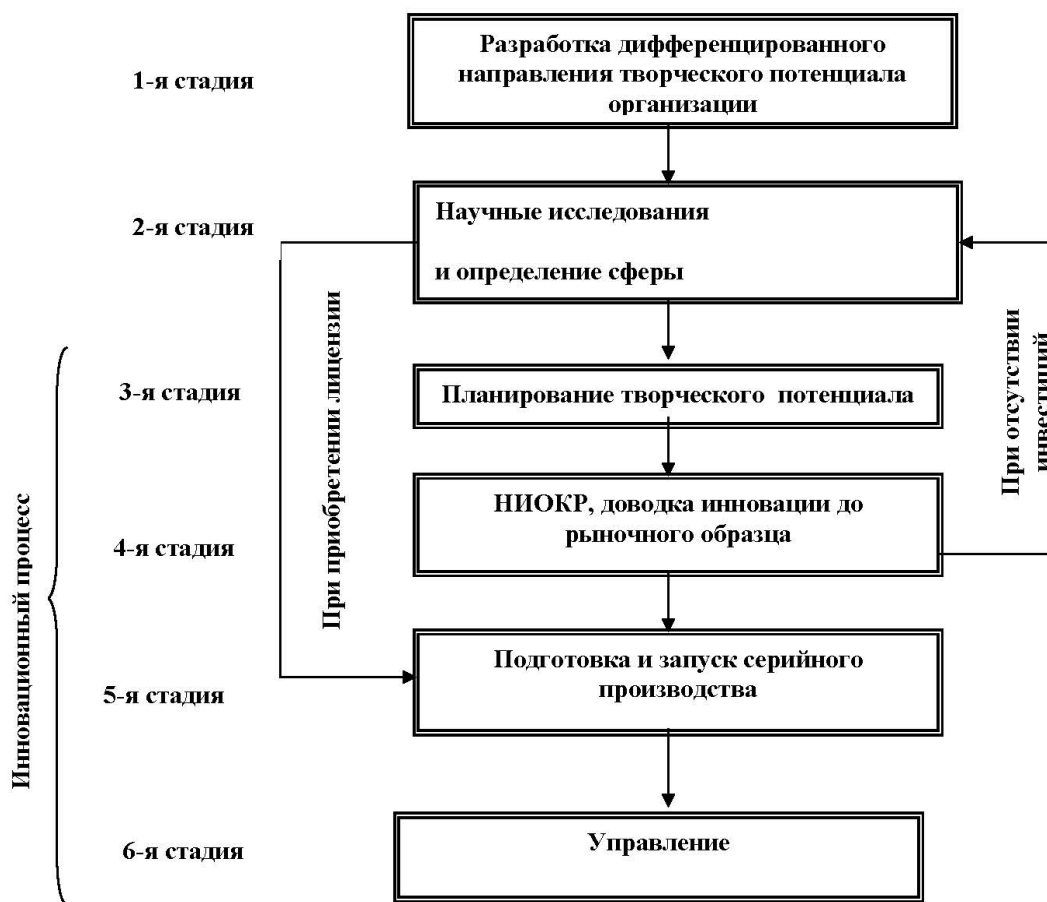 1-я стадия
Разработка дифференцированного
направления творческого потенциала
организации
2-я стадия
Научные исследования
и определение сферы
При приобретении лицензии
При отсутствии
инвестиций
Инновационный процесс
3-я стадия
Планирование творческого потенциала
4-я стадия
НИОКР, доводка инновации до
рыночного образца
5-я стадия
Подготовка и запуск серийного
производства
6-я стадия
Управление